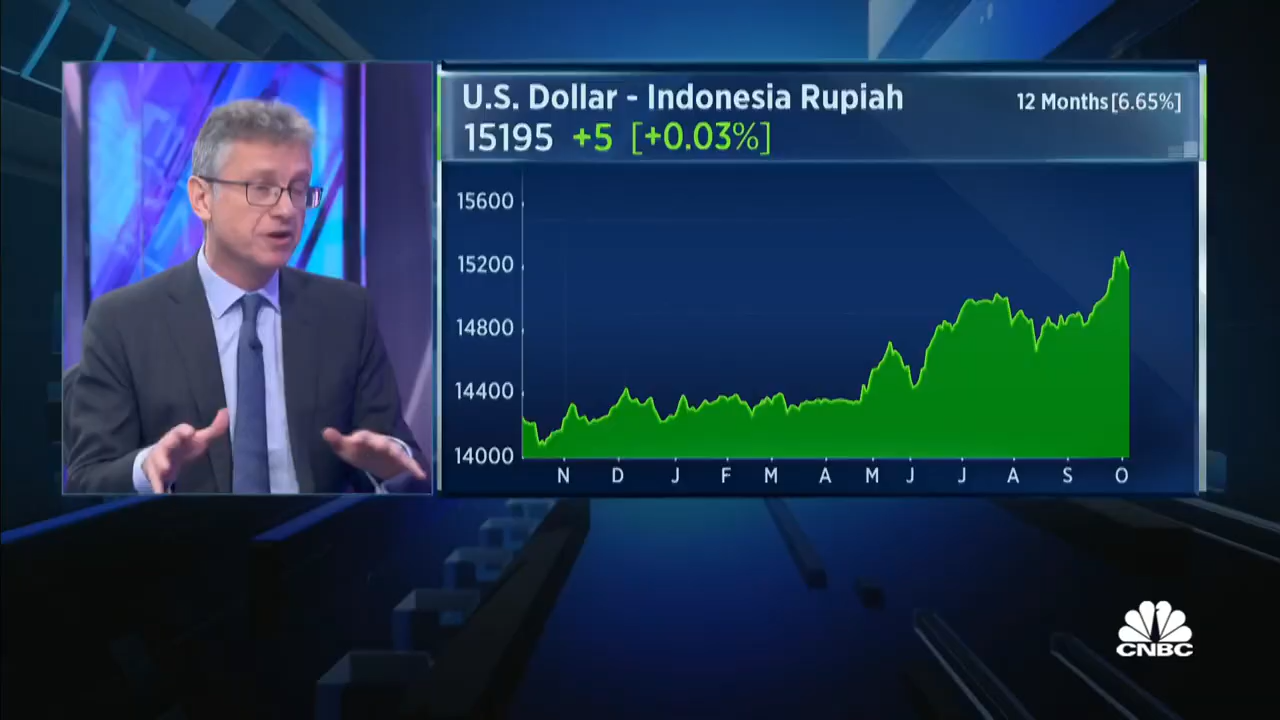 U.S. Dollar - Indonesia Rupiah
12 Months [6.65%]
15195 +5 [+0.03%]
15600
15200
14800
14400
14000
N D J F M A M J J A S O
CNBC